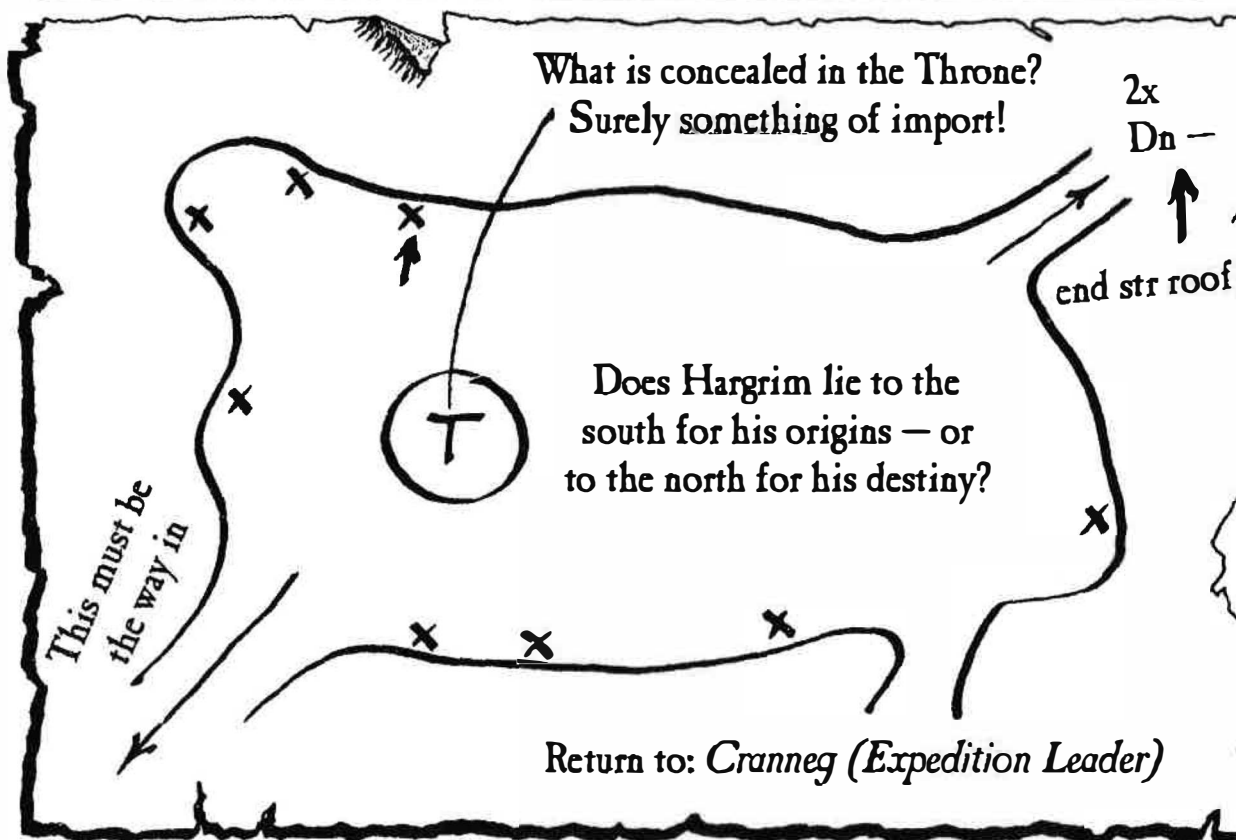 What is concealed in the Throne?
Surely something of import!
2x
Dn —
end str roof
Does Hargrim lie to the
south for his origins — or
to the north for his destiny?
T
This must be
the way in
Return to: Cranneg (Expedition Leader)